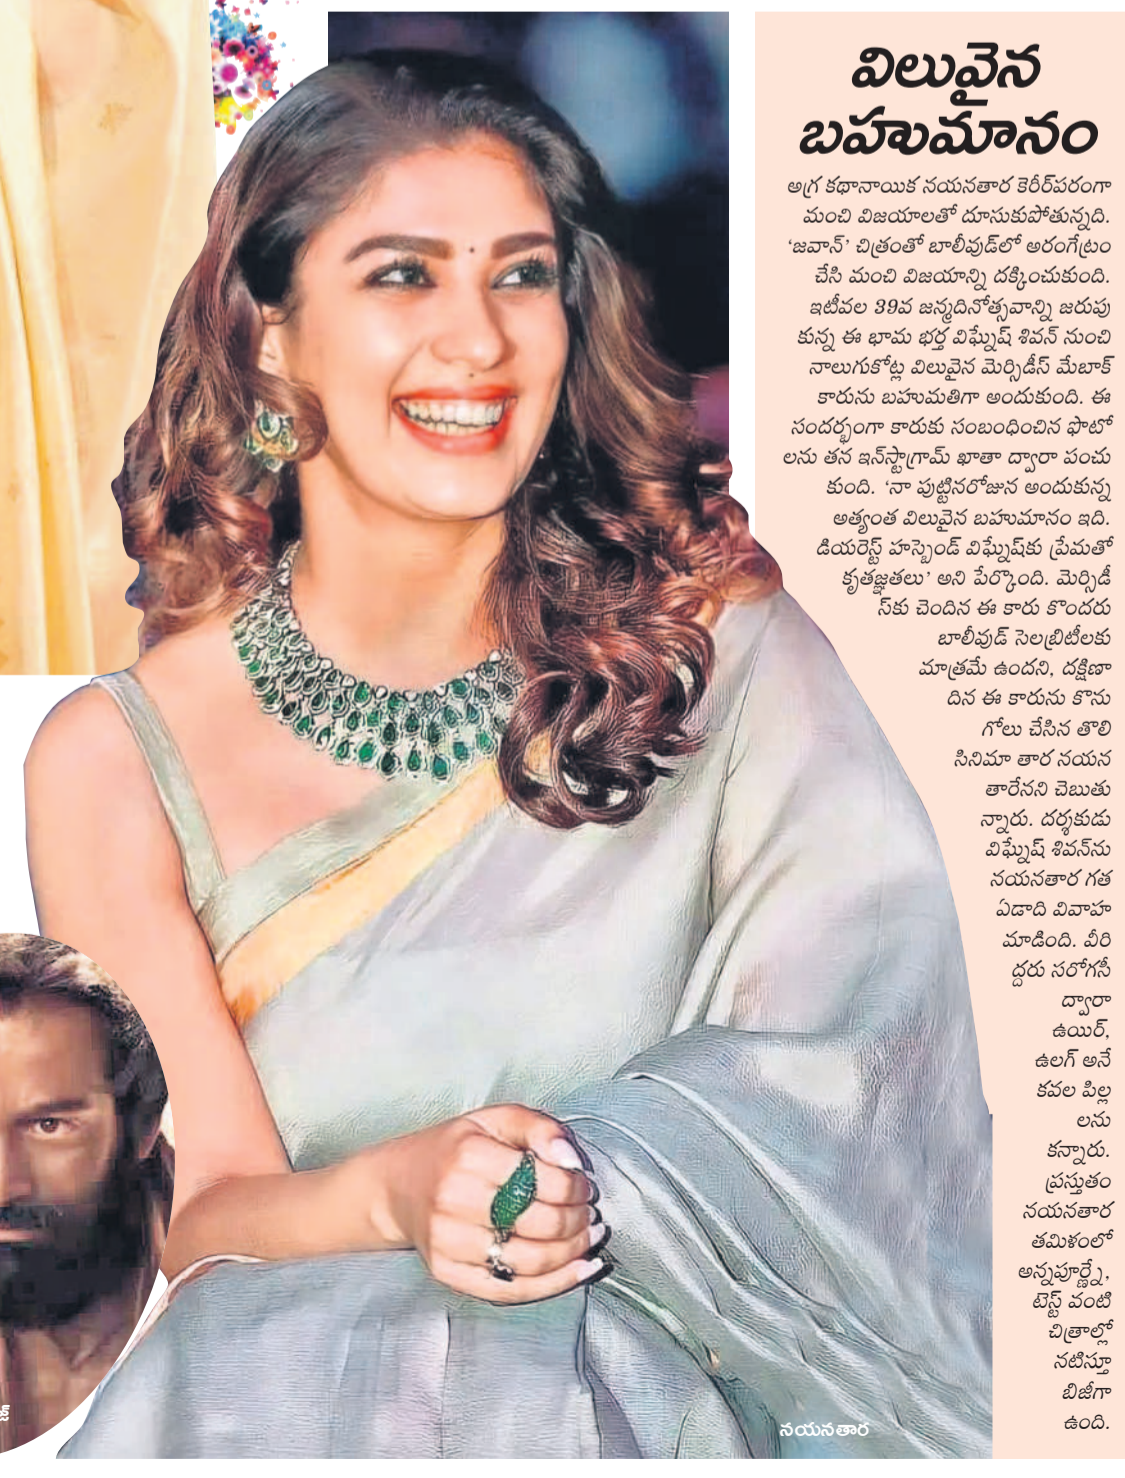 విలువైన
బహుమానం
అగ్ర కథానాయిక నయనతార కెరీర్‌పరంగా
మంచి విజయాలతో దూసుకుపోతున్నది.
‘జవాన్’ చిత్రంతో బాలీవుడ్‌లో అరంగేట్రం
చేసి మంచి విజయాన్ని దక్కించుకుంది.
ఇటీవల 39వ జన్మదినోత్సవాన్ని జరుపు
కున్న ఈ భామ భర్త విఘ్నేష్ శివన్ నుంచి
నాలుగుకోట్ల విలువైన మెర్సిడీస్ మేబాక్
కారును బహుమతిగా అందుకుంది. ఈ
సందర్భంగా కారుకు సంబంధించిన ఫొటో
లను తన ఇన్‌స్టాగ్రామ్ ఖాతా ద్వారా పంచు
కుంది. ‘నా పుట్టినరోజున అందుకున్న
అత్యంత విలువైన బహుమానం ఇది.
డియరెస్ట్ హస్బెండ్ విఘ్నేష్‌కు ప్రేమతో
కృతజ్ఞతలు’ అని పేర్కొంది. మెర్సిడీ
స్‌కు చెందిన ఈ కారు కొందరు
బాలీవుడ్ సెలబ్రిటీలకు
మాత్రమే ఉందని, దక్షిణా
దిన ఈ కారును కొను
గోలు చేసిన తొలి
సినిమా తార నయన
తారేనని చెబుతు
న్నారు. దర్శకుడు
విఘ్నేష్ శివన్‌ను
నయనతార గత
ఏడాది వివాహ
మాడింది. వీరి
ద్దరు సరోగసీ
ద్వారా
ఉయిర్,
ఉలగ్ అనే
కవల పిల్ల
లను
కన్నారు.
ప్రస్తుతం
నయనతార
తమిళంలో
అన్నపూర్ణ్నే,
టెస్ట్ వంటి
చిత్రాల్లో
నటిస్తూ
బిజీగా
ఉంది.
నయనతార